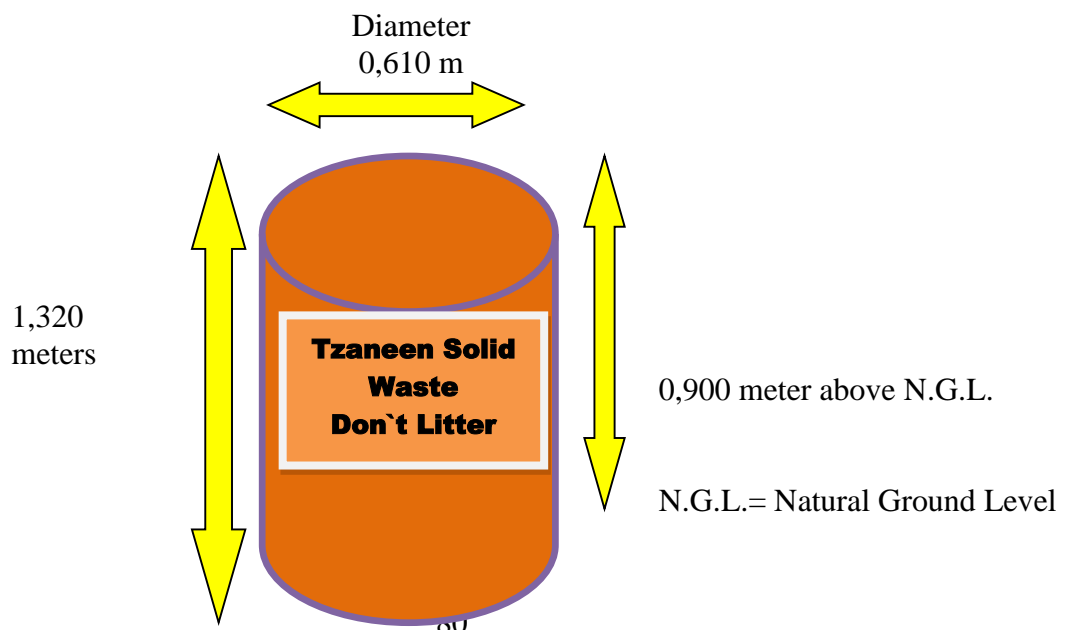 Diameter
0,610 m
1,320
meters
Tzaneen Solid
Waste
Don`t Litter
0,900 meter above N.G.L.
N.G.L.= Natural Ground Level